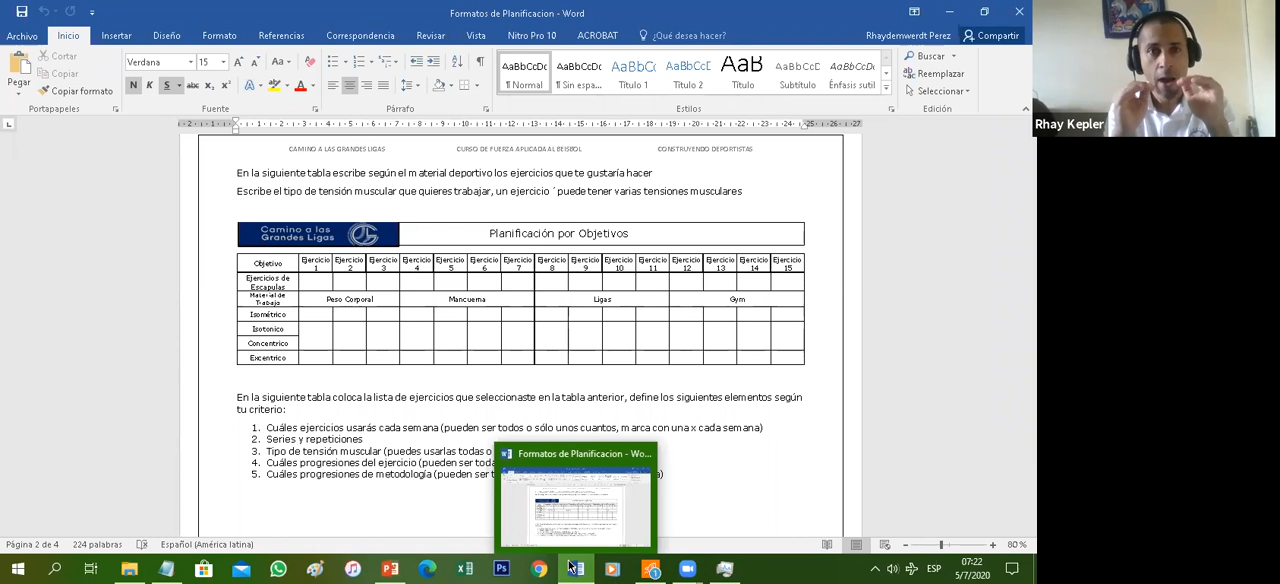 Formatos de Planificacion - Word
Archivo Inicio Insertar Diseño Formato Referencias Correspondencia Revisar Vista Nitro Pro 10 ACROBAT ¿Qué desea hacer? Rhaydemwerdt Perez Compartir
Pegar
Cortar
Copiar
Copiar formato
Portapapeles
Verdana 15
N K S abc x₂ x²
Fuente
Párrafo
AaBbCcDc AaBbCcDc AaBbCc AaBbCcC AaB AaBbCcD AaBbCcDc
¶ Normal ¶ Sin espa... Título 1 Título 2 Título Subtítulo Énfasis sutil
Estilos
Buscar
Reemplazar
Seleccionar
Edición
Rhay Kepler
CAMINO A LAS GRANDES LIGAS CURSO DE FUERZA APLICADA AL BEISBOL CONSTRUYENDO DEPORTISTAS
En la siguiente tabla escribe según el material deportivo los ejercicios que te gustaría hacer
Escribe el tipo de tensión muscular que quieres trabajar, un ejercicio ´puede tener varias tensiones musculares
Camino a las
Grandes Ligas
Planificación por Objetivos
Objetivo Ejercicio 1 Ejercicio 2 Ejercicio 3 Ejercicio 4 Ejercicio 5 Ejercicio 6 Ejercicio 7 Ejercicio 8 Ejercicio 9 Ejercicio 10 Ejercicio 11 Ejercicio 12 Ejercicio 13 Ejercicio 14 Ejercicio 15
Ejercicios de Escapulas
Material de Trabajo Peso Corporal Mancuerna Ligas Gym
Isométrico
Isotonico
Concentrico
Excentrico
En la siguiente tabla coloca la lista de ejercicios que seleccionaste en la tabla anterior, define los siguientes elementos según
tu criterio:
1. Cuáles ejercicios usarás cada semana (pueden ser todos o sólo unos cuantos, marca con una x cada semana)
2. Series y repeticiones
3. Tipo de tensión muscular (puedes usarlas todas o
4. Cuáles progresiones del ejercicio (pueden ser toda
5. Cuáles progresiones de metodología (pueden ser t
Formatos de Planificacion - Wo...
Página 2 de 4 224 palabras Español (América latina) 80 %
ESP
07:22
5/7/2020